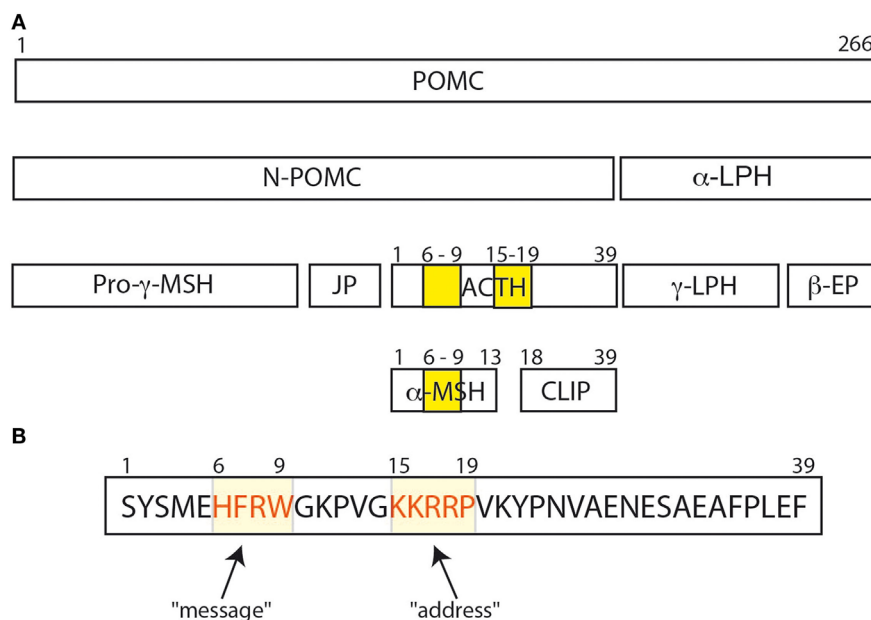 A
1 266
POMC
N-POMC α-LPH
1 6 - 9 15-19 39
Pro-γ-MSH JP ACTH γ-LPH β-EP
1 6 - 9 13 18 39
α-MSH CLIP
B
1 6 9 15 19 39
SYSMEHFRWGKPVGKKRRPVKYPNVAENESAEAFPLEF
"message" "address"